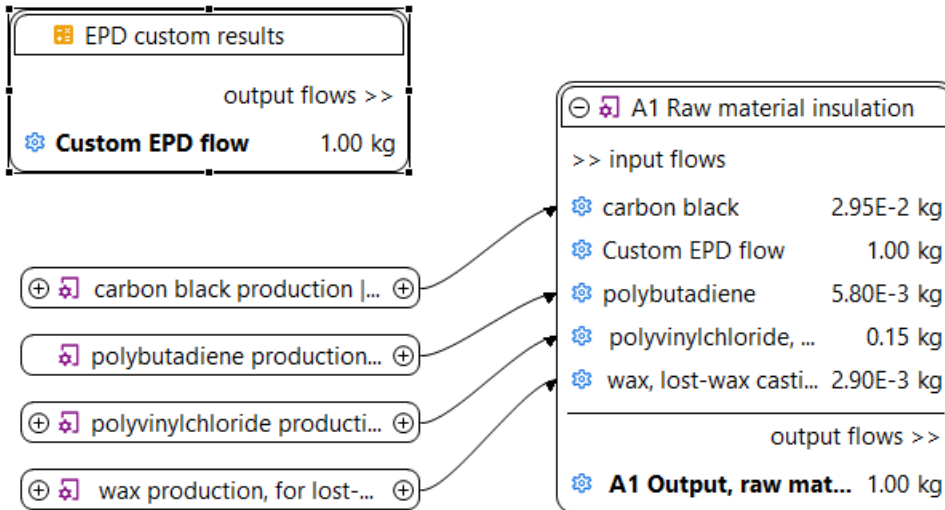 EPD custom results
output flows >>
Custom EPD flow 1.00 kg
A1 Raw material insulation
>> input flows
carbon black 2.95E-2 kg
Custom EPD flow 1.00 kg
polybutadiene 5.80E-3 kg
polyvinylchloride, ... 0.15 kg
wax, lost-wax casti... 2.90E-3 kg
output flows >>
A1 Output, raw mat... 1.00 kg
carbon black production |...
polybutadiene production...
polyvinylchloride producti...
wax production, for lost-...